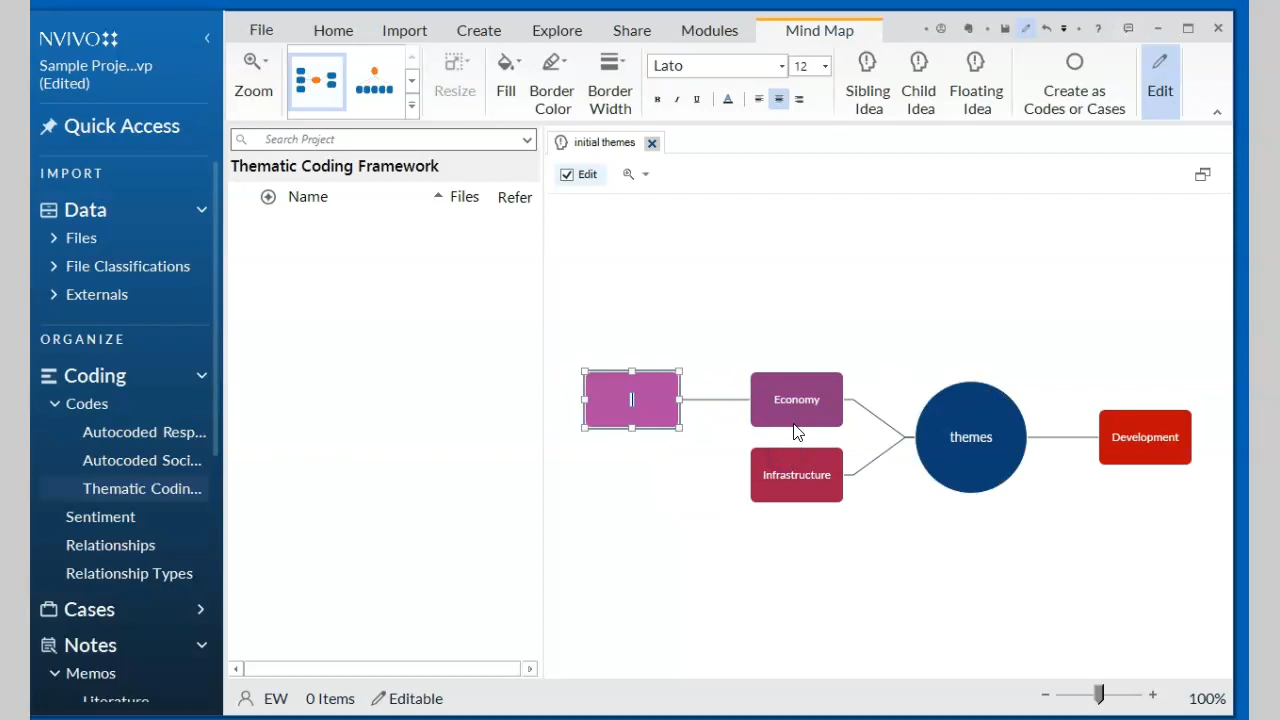 NVIVO
Sample Proje...vp
(Edited)
Quick Access
IMPORT
Data
Files
File Classifications
Externals
ORGANIZE
Coding
Codes
Autocoded Resp...
Autocoded Soci...
Thematic Codin...
Sentiment
Relationships
Relationship Types
Cases
Notes
Memos
Literature
File Home Import Create Explore Share Modules Mind Map
Zoom
Resize
Fill
Border
Color
Border
Width
Lato 12
B I U A
Sibling
Idea
Child
Idea
Floating
Idea
Create as
Codes or Cases
Edit
Search Project
Thematic Coding Framework
Name Files Refer
initial themes
Edit
Economy
Infrastructure
themes
Development
EW 0 Items Editable
100%